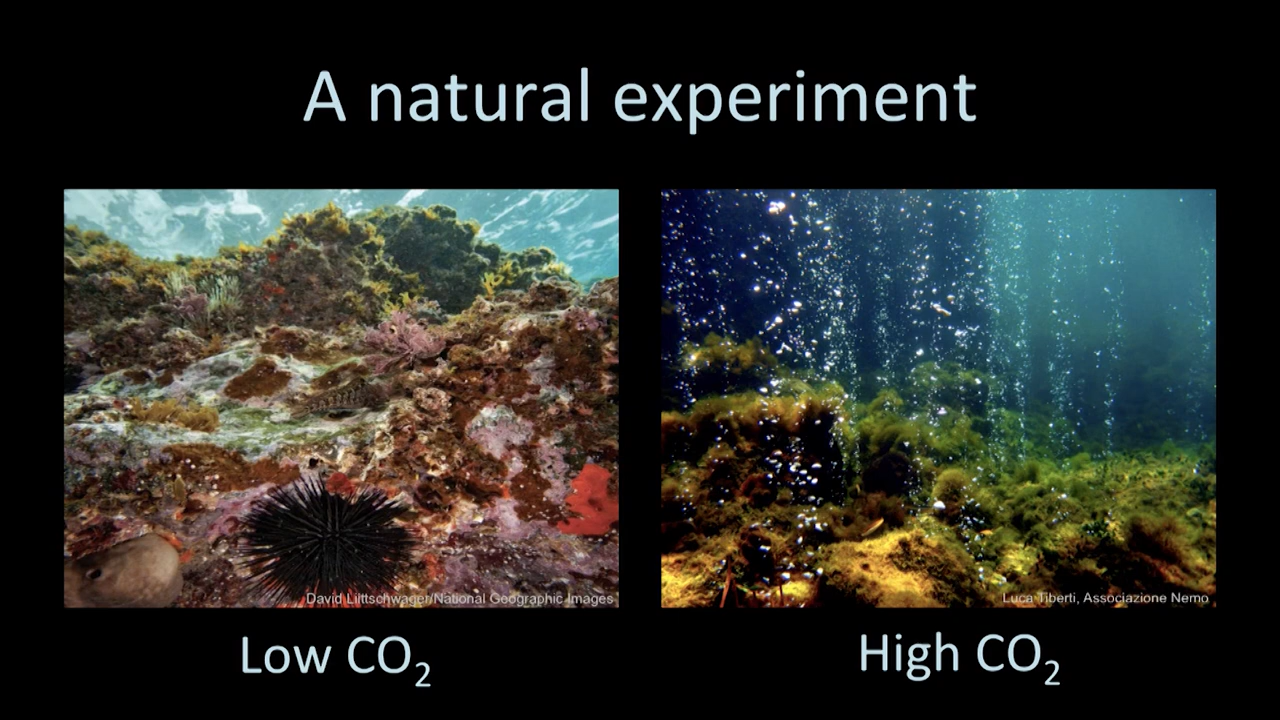 A natural experiment
David Liittschwager/National Geographic Images
Luca Tiberti, Associazione Nemo
Low CO₂
High CO₂